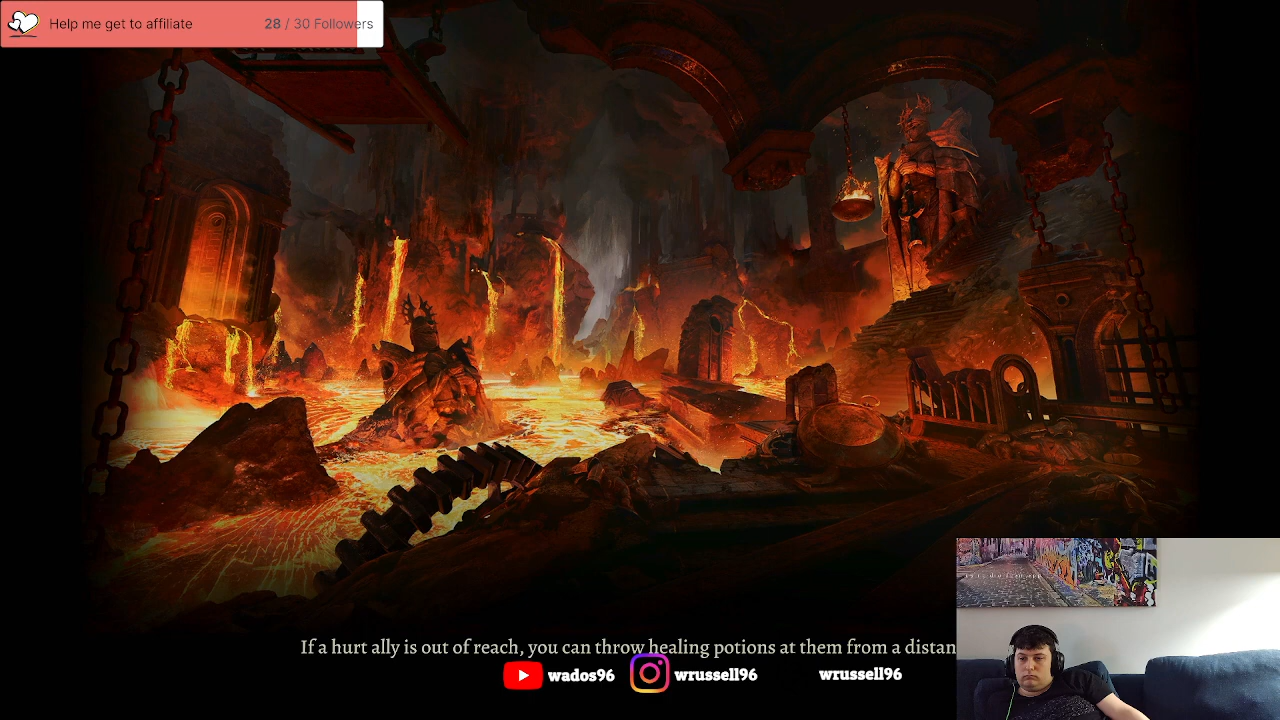 Help me get to affiliate 28 / 30 Followers
If a hurt ally is out of reach, you can throw healing potions at them from a distan
wados96 wrussell96 wrussell96